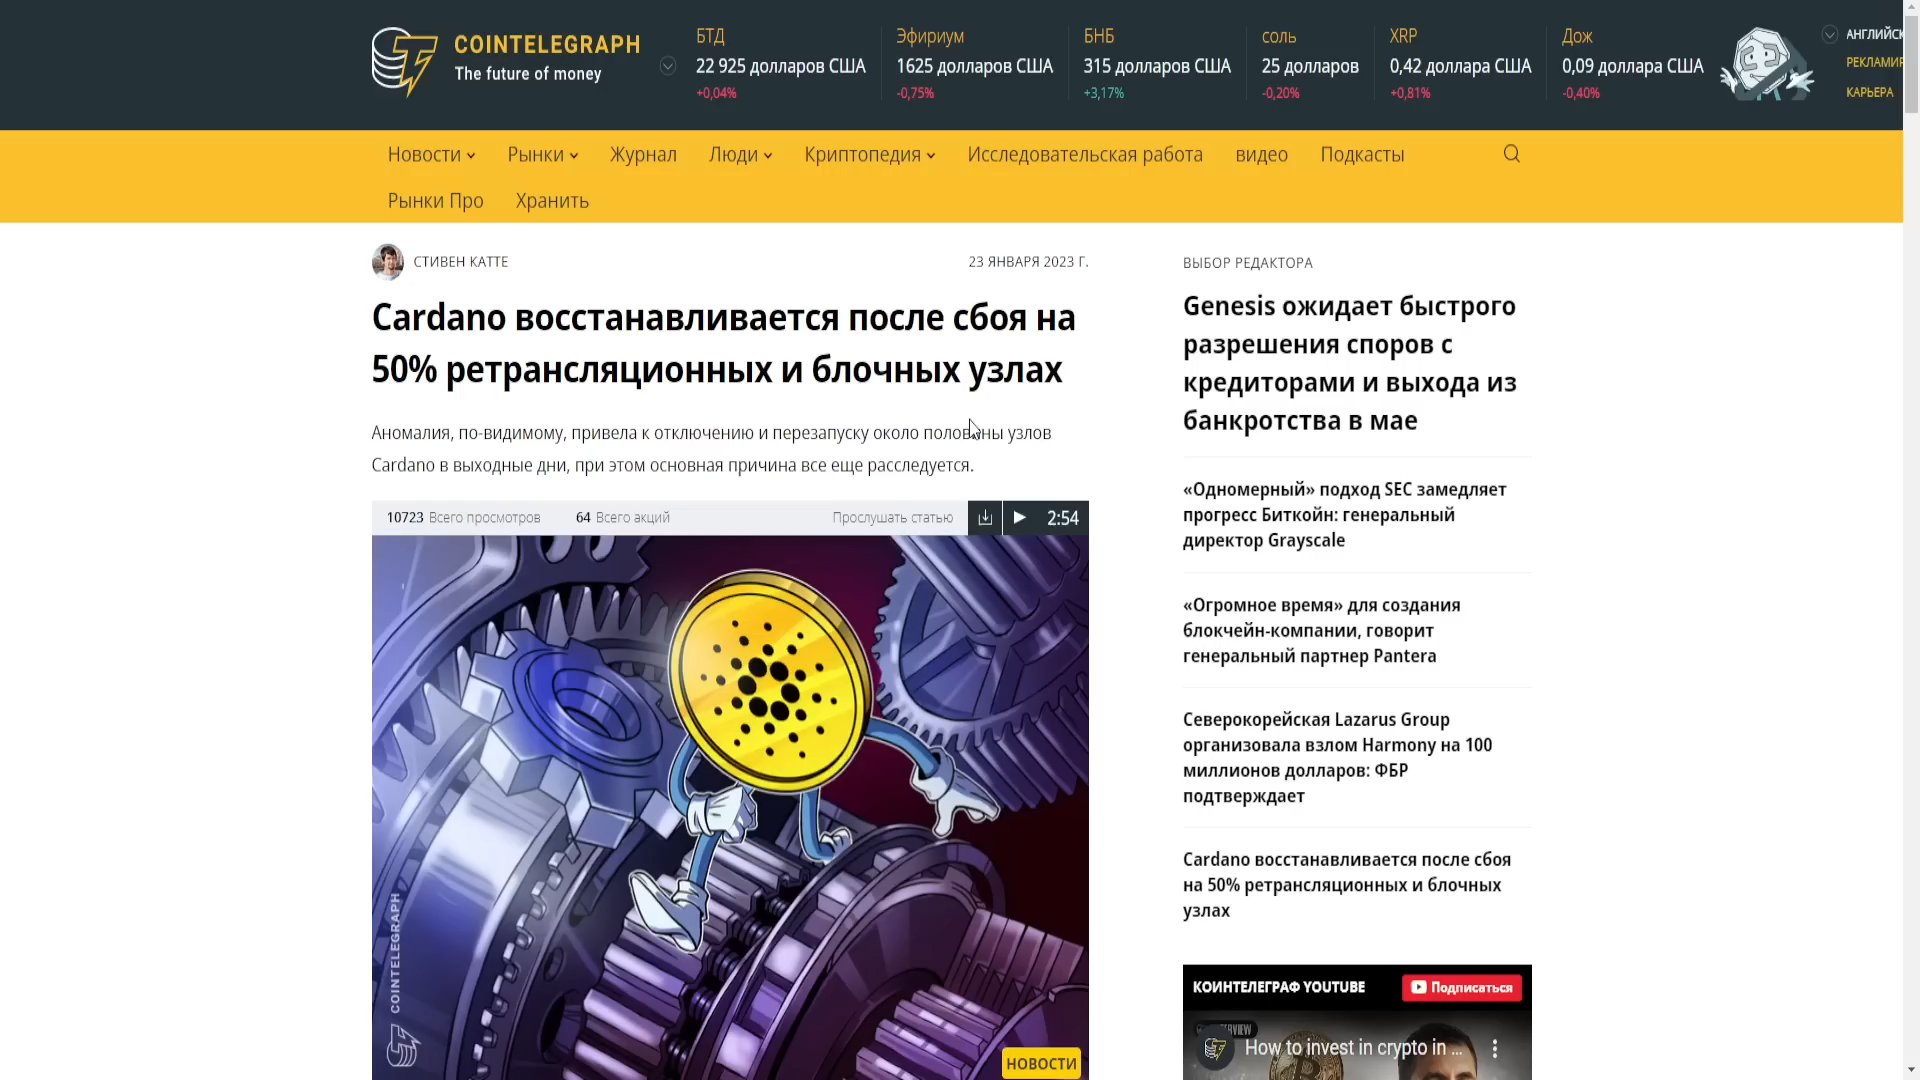 COINTELEGRAPH
The future of money
БТД
22 925 долларов США
+0,04%
Эфириум
1625 долларов США
-0,75%
БНБ
315 долларов США
+3,17%
соль
25 долларов
-0,20%
XRP
0,42 доллара США
+0,81%
Дож
0,09 доллара США
-0,40%
АНГЛИЙСК
РЕКЛАМИР
КАРЬЕРА
Новости
Рынки
Журнал
Люди
Криптопедия
Исследовательская работа
видео
Подкасты
Рынки Про
Хранить
СТИВЕН КАТТЕ
23 ЯНВАРЯ 2023 Г.
Cardano восстанавливается после сбоя на
50% ретрансляционных и блочных узлах
Аномалия, по-видимому, привела к отключению и перезапуску около половины узлов
Cardano в выходные дни, при этом основная причина все еще расследуется.
10723 Всего просмотров
64 Всего акций
Прослушать статью
2:54
COINTELEGRAPH
НОВОСТИ
ВЫБОР РЕДАКТОРА
Genesis ожидает быстрого
разрешения споров с
кредиторами и выхода из
банкротства в мае
«Одномерный» подход SEC замедляет
прогресс Биткойн: генеральный
директор Grayscale
«Огромное время» для создания
блокчейн-компании, говорит
генеральный партнер Pantera
Северокорейская Lazarus Group
организовала взлом Harmony на 100
миллионов долларов: ФБР
подтверждает
Cardano восстанавливается после сбоя
на 50% ретрансляционных и блочных
узлах
КОИНТЕЛЕГРАФ YOUTUBE
Подписаться
How to invest in crypto in ...